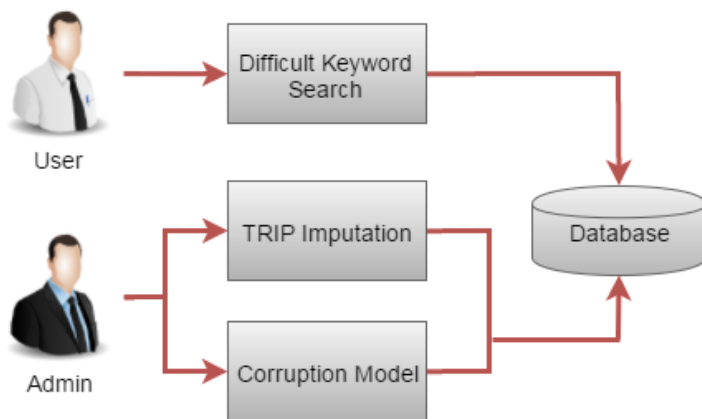 Difficult Keyword
Search
User
TRIP Imputation
Database
Corruption Model
Admin